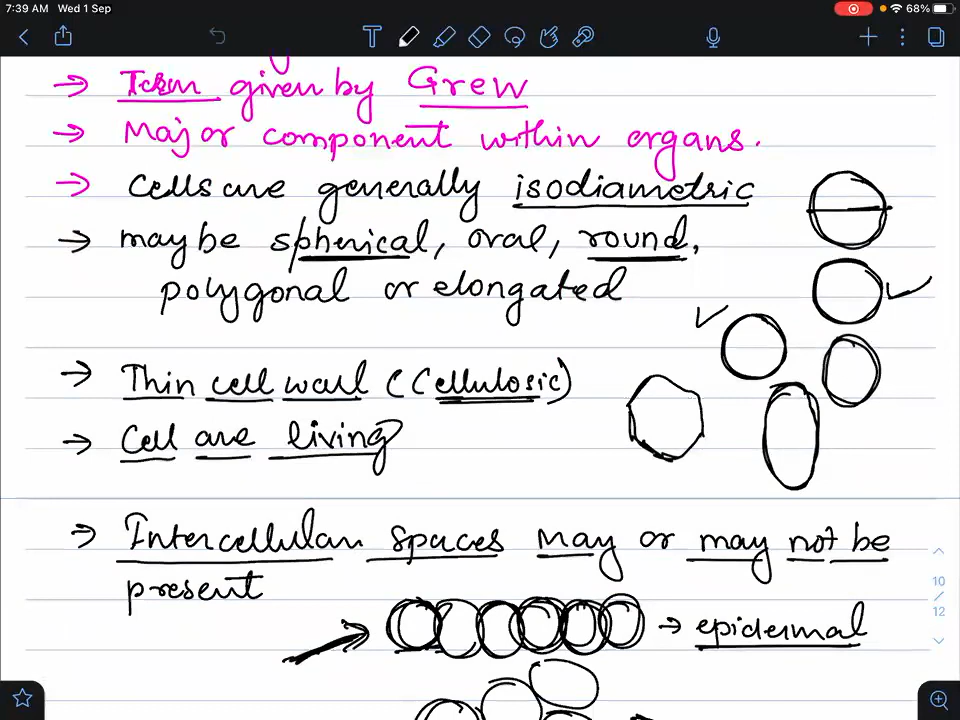 7:39 AM Wed 1 Sep
68%
→ Term given by Grew
→ Major component within organs.
→ Cells are generally isodiametric
→ may be spherical, oval, round,
polygonal or elongated
→ Thin cell wall (Cellulosic)
→ Cell are living
→ Intercellular spaces may or may not be
present
→ epidermal
10
/
12